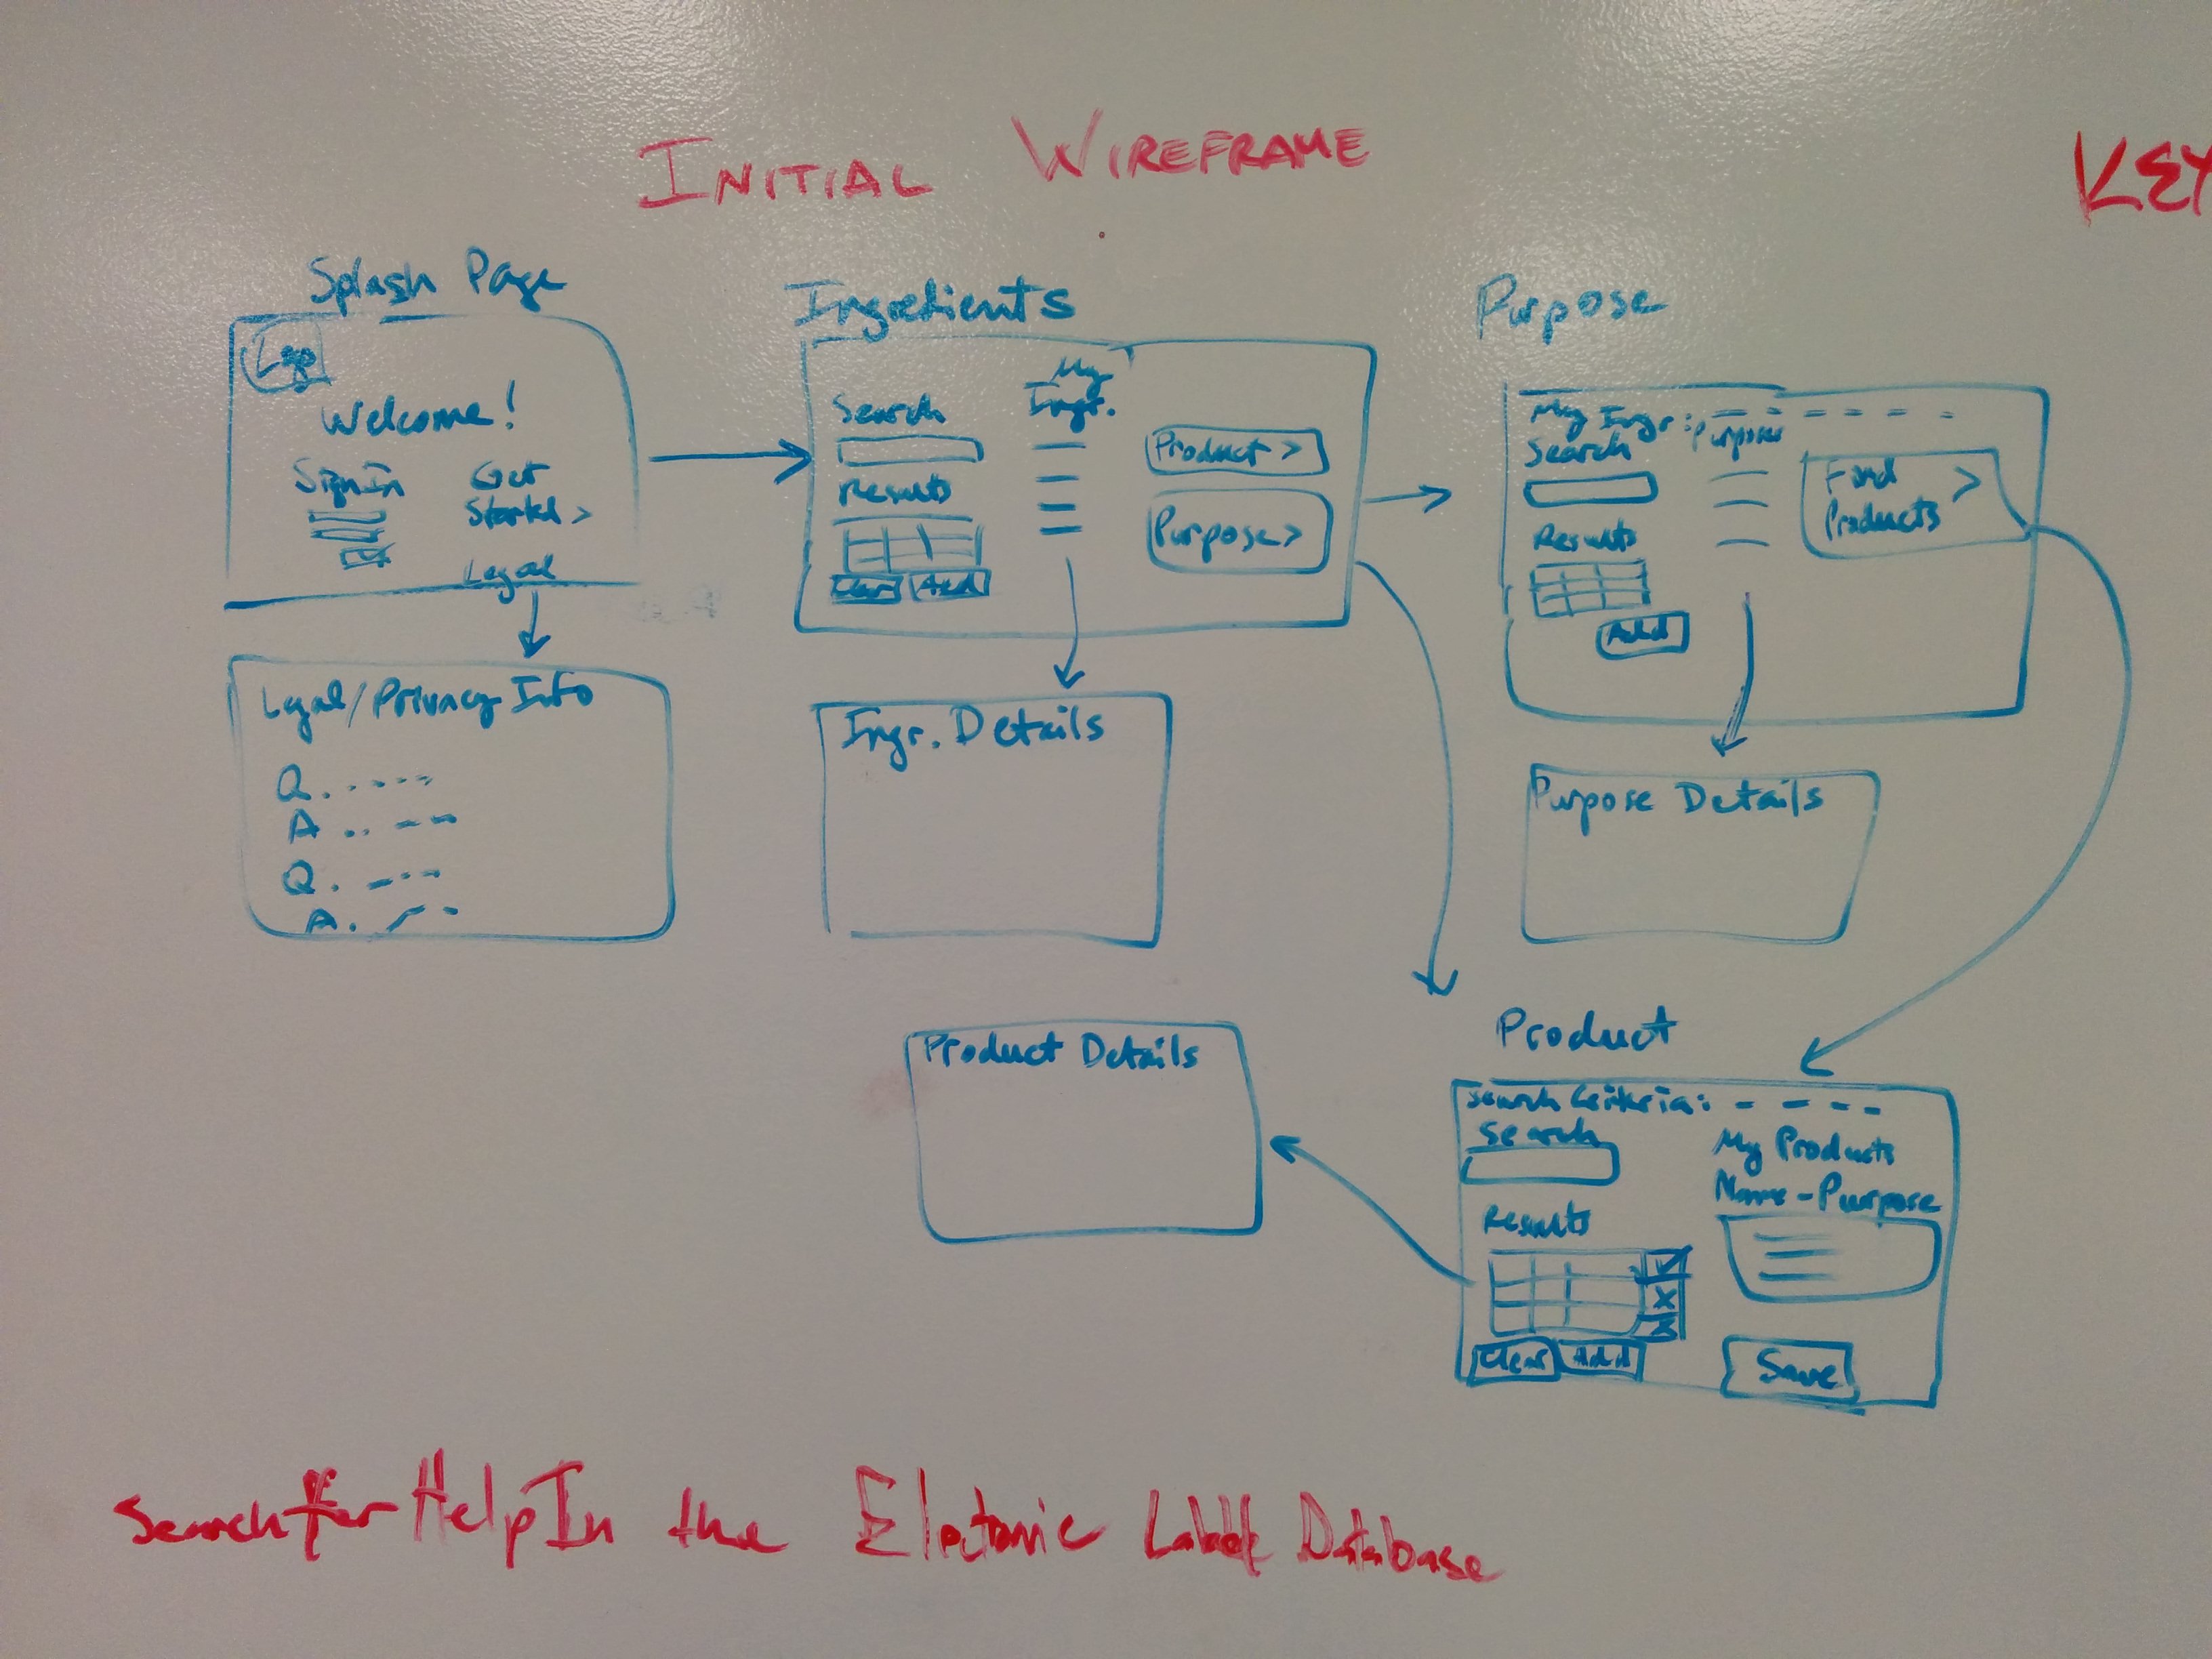 INITIAL WIREFRAME
KEY
Splash Page
Logo
Welcome!
Sign in
Get
Started >
Legal
Legal/Privacy Info
Q.
A
Q.
A.
Ingredients
Search
Results
Clear Add
My
Ingr.
Product >
Purpose >
Ingr. Details
Purpose
My Ingr:
Search
Results
Add
Purposes
Find >
Products
Purpose Details
Product
Search Criteria:
Search
Results
Clear Add
My Products
Name - Purpose
Save
Product Details
Search for Help In the Electonic Label Database